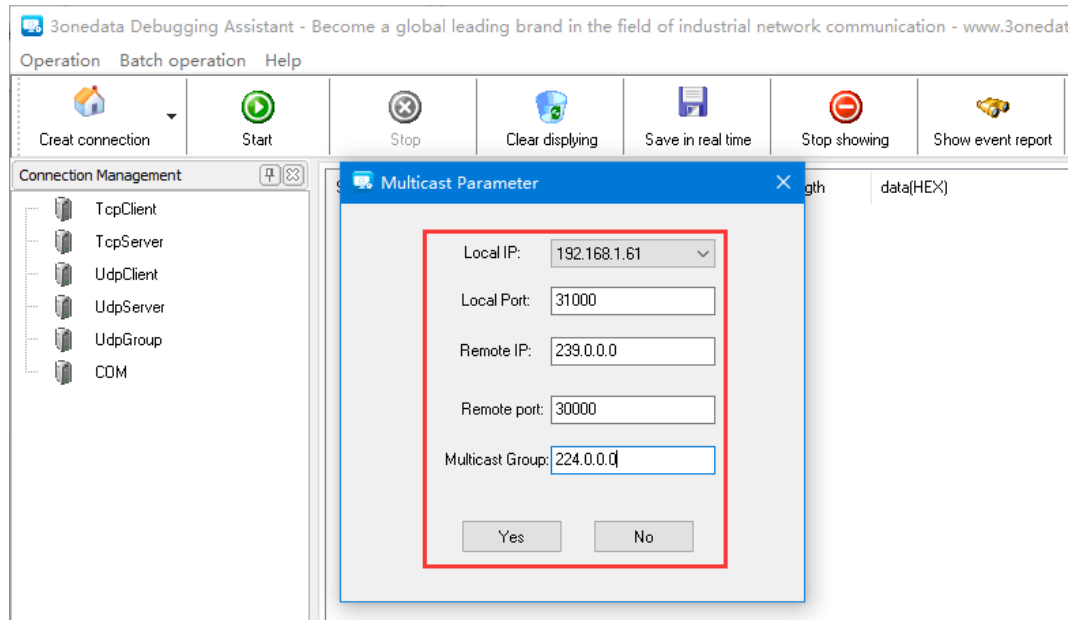 3onedata Debugging Assistant - Become a global leading brand in the field of industrial network communication - www.3onedat
Operation Batch operation Help
Creat connection Start Stop Clear displying Save in real time Stop showing Show event report
Connection Management
gth data(HEX)
TcpClient
TcpServer
UdpClient
UdpServer
UdpGroup
COM
Multicast Parameter
Local IP: 192.168.1.61
Local Port: 31000
Remote IP: 239.0.0.0
Remote port: 30000
Multicast Group: 224.0.0.0
Yes No